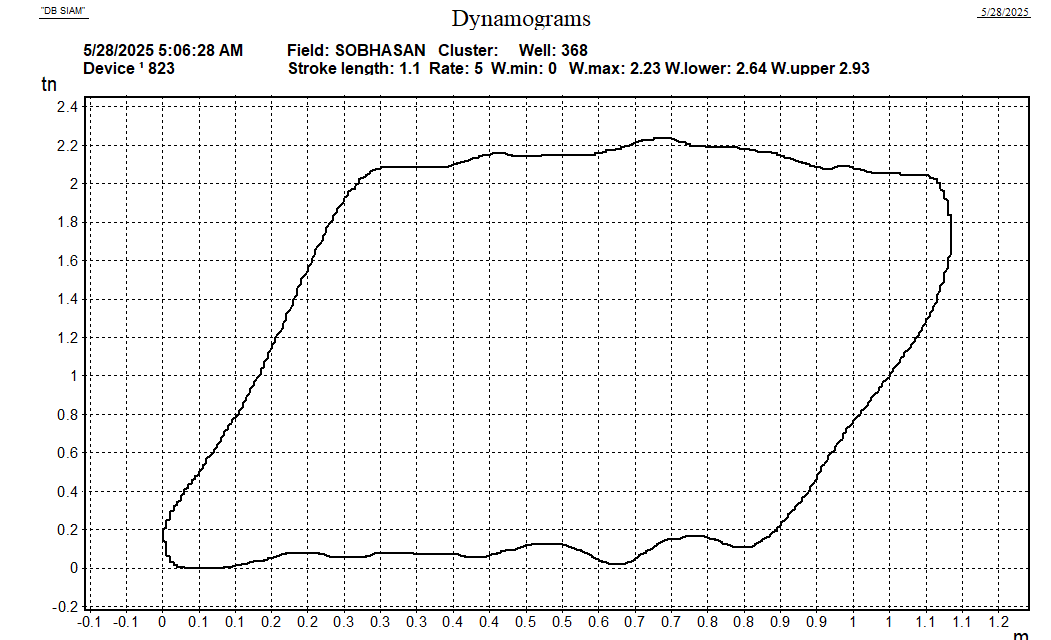 "DB SIAM"
5/28/2025
Dynamograms
5/28/2025 5:06:28 AM Field: SOBHASAN Cluster: Well: 368
Device ¹ 823 Stroke length: 1.1 Rate: 5 W.min: 0 W.max: 2.23 W.lower: 2.64 W.upper 2.93
tn
2.4
2.2
2
1.8
1.6
1.4
1.2
1
0.8
0.6
0.4
0.2
0
-0.2
-0.1 -0.1 0 0.1 0.1 0.2 0.2 0.3 0.3 0.4 0.4 0.5 0.5 0.6 0.6 0.7 0.7 0.8 0.8 0.9 0.9 1 1 1.1 1.1 1.2
m